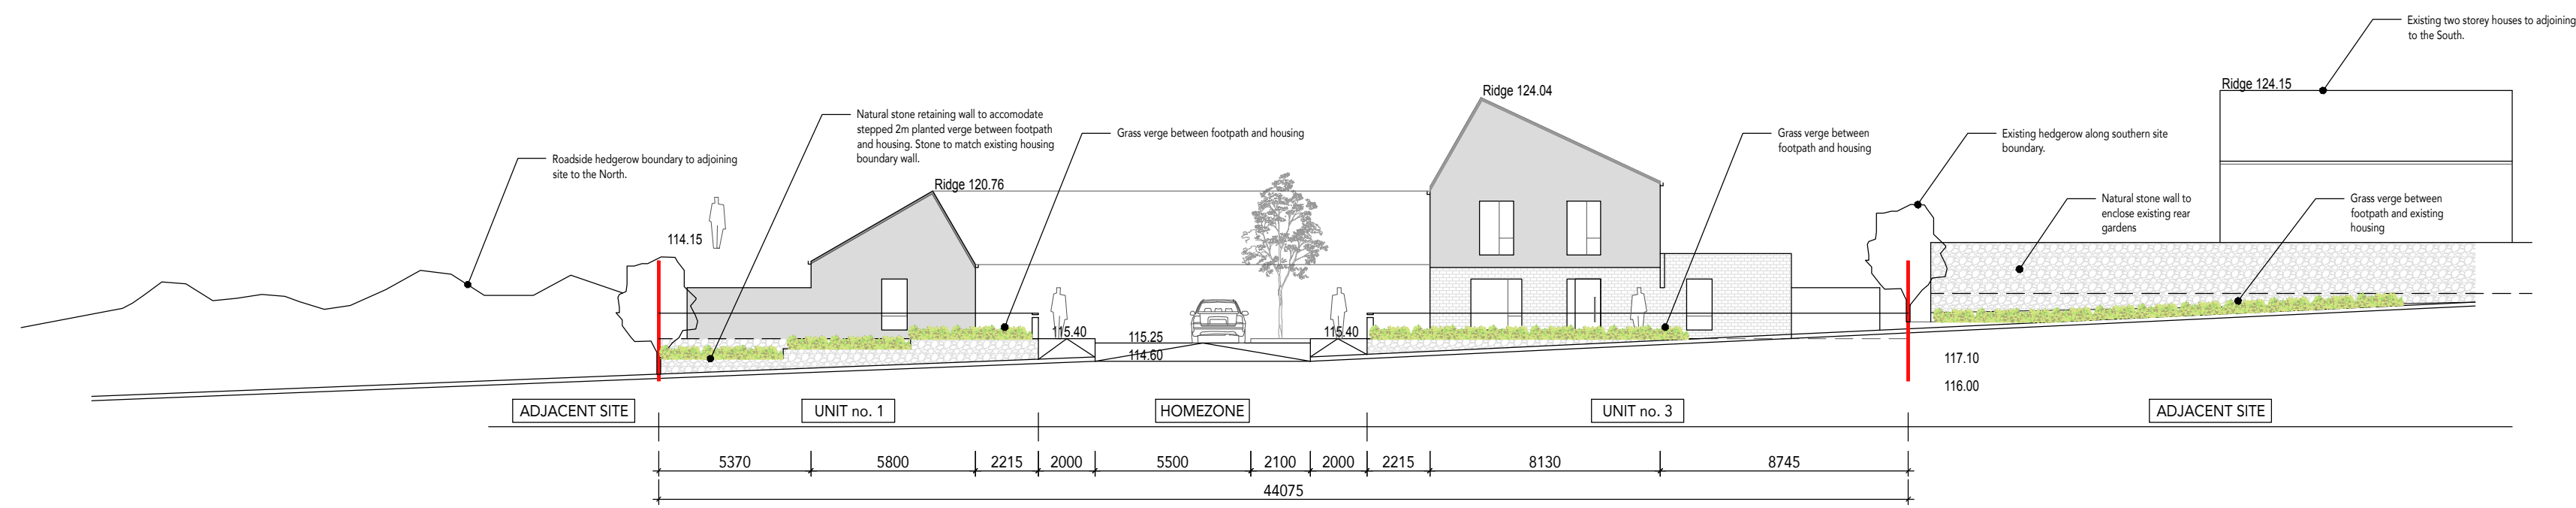 Existing two storey houses to adjoining
to the South.
Ridge 124.15
Ridge 124.04
Natural stone retaining wall to accomodate
stepped 2m planted verge between footpath
and housing. Stone to match existing housing
boundary wall.
Grass verge between footpath and housing
Grass verge between
footpath and housing
Existing hedgerow along southern site
boundary.
Roadside hedgerow boundary to adjoining
site to the North.
Ridge 120.76
Natural stone wall to
enclose existing rear
gardens
Grass verge between
footpath and existing
housing
114.15
115.40
115.25
114.60
115.40
117.10
116.00
ADJACENT SITE
UNIT no. 1
HOMEZONE
UNIT no. 3
ADJACENT SITE
5370 5800 2215 2000 5500 2100 2000 2215 8130 8745
44075